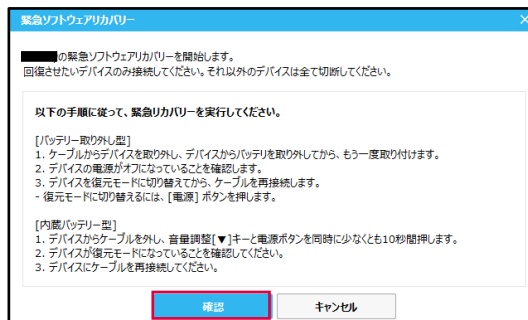 緊急ソフトウェアリカバリー
の緊急ソフトウェアリカバリーを開始します。
回復させたいデバイスのみ接続してください。それ以外のデバイスは全て切断してください。
以下の手順に従って、緊急リカバリーを実行してください。
[バッテリー取り外し型]
1. ケーブルからデバイスを取り外し、デバイスからバッテリを取り外してから、もう一度取り付けます。
2. デバイスの電源がオフになっていることを確認します。
3. デバイスを復元モードに切り替えてから、ケーブルを再接続します。
- 復元モードに切り替えるには、[電源] ボタンを押します。
[内蔵バッテリー型]
1. デバイスからケーブルを外し、音量調整[▼]キーと電源ボタンを同時に少なくとも10秒間押します。
2. デバイスが復元モードになっていることを確認してください。
3. デバイスにケーブルを再接続してください。
確認
キャンセル